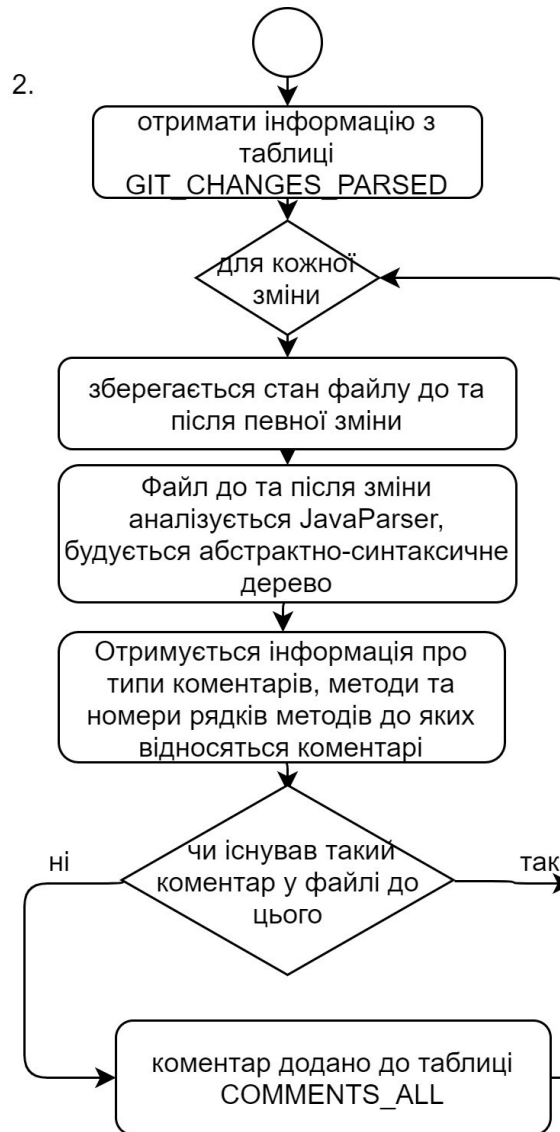 2.
отримати інформацію з
таблиці
GIT_CHANGES_PARSED
для кожної
зміни
зберегається стан файлу до та
після певної зміни
Файл до та після зміни
аналізується JavaParser,
будується абстрактно-синтаксичне
дерево
Отримується інформація про
типи коментарів, методи та
номери рядків методів до яких
відносяться коментарі
чи існував такий
коментар у файлі до
цього
ні
так
коментар додано до таблиці
COMMENTS_ALL